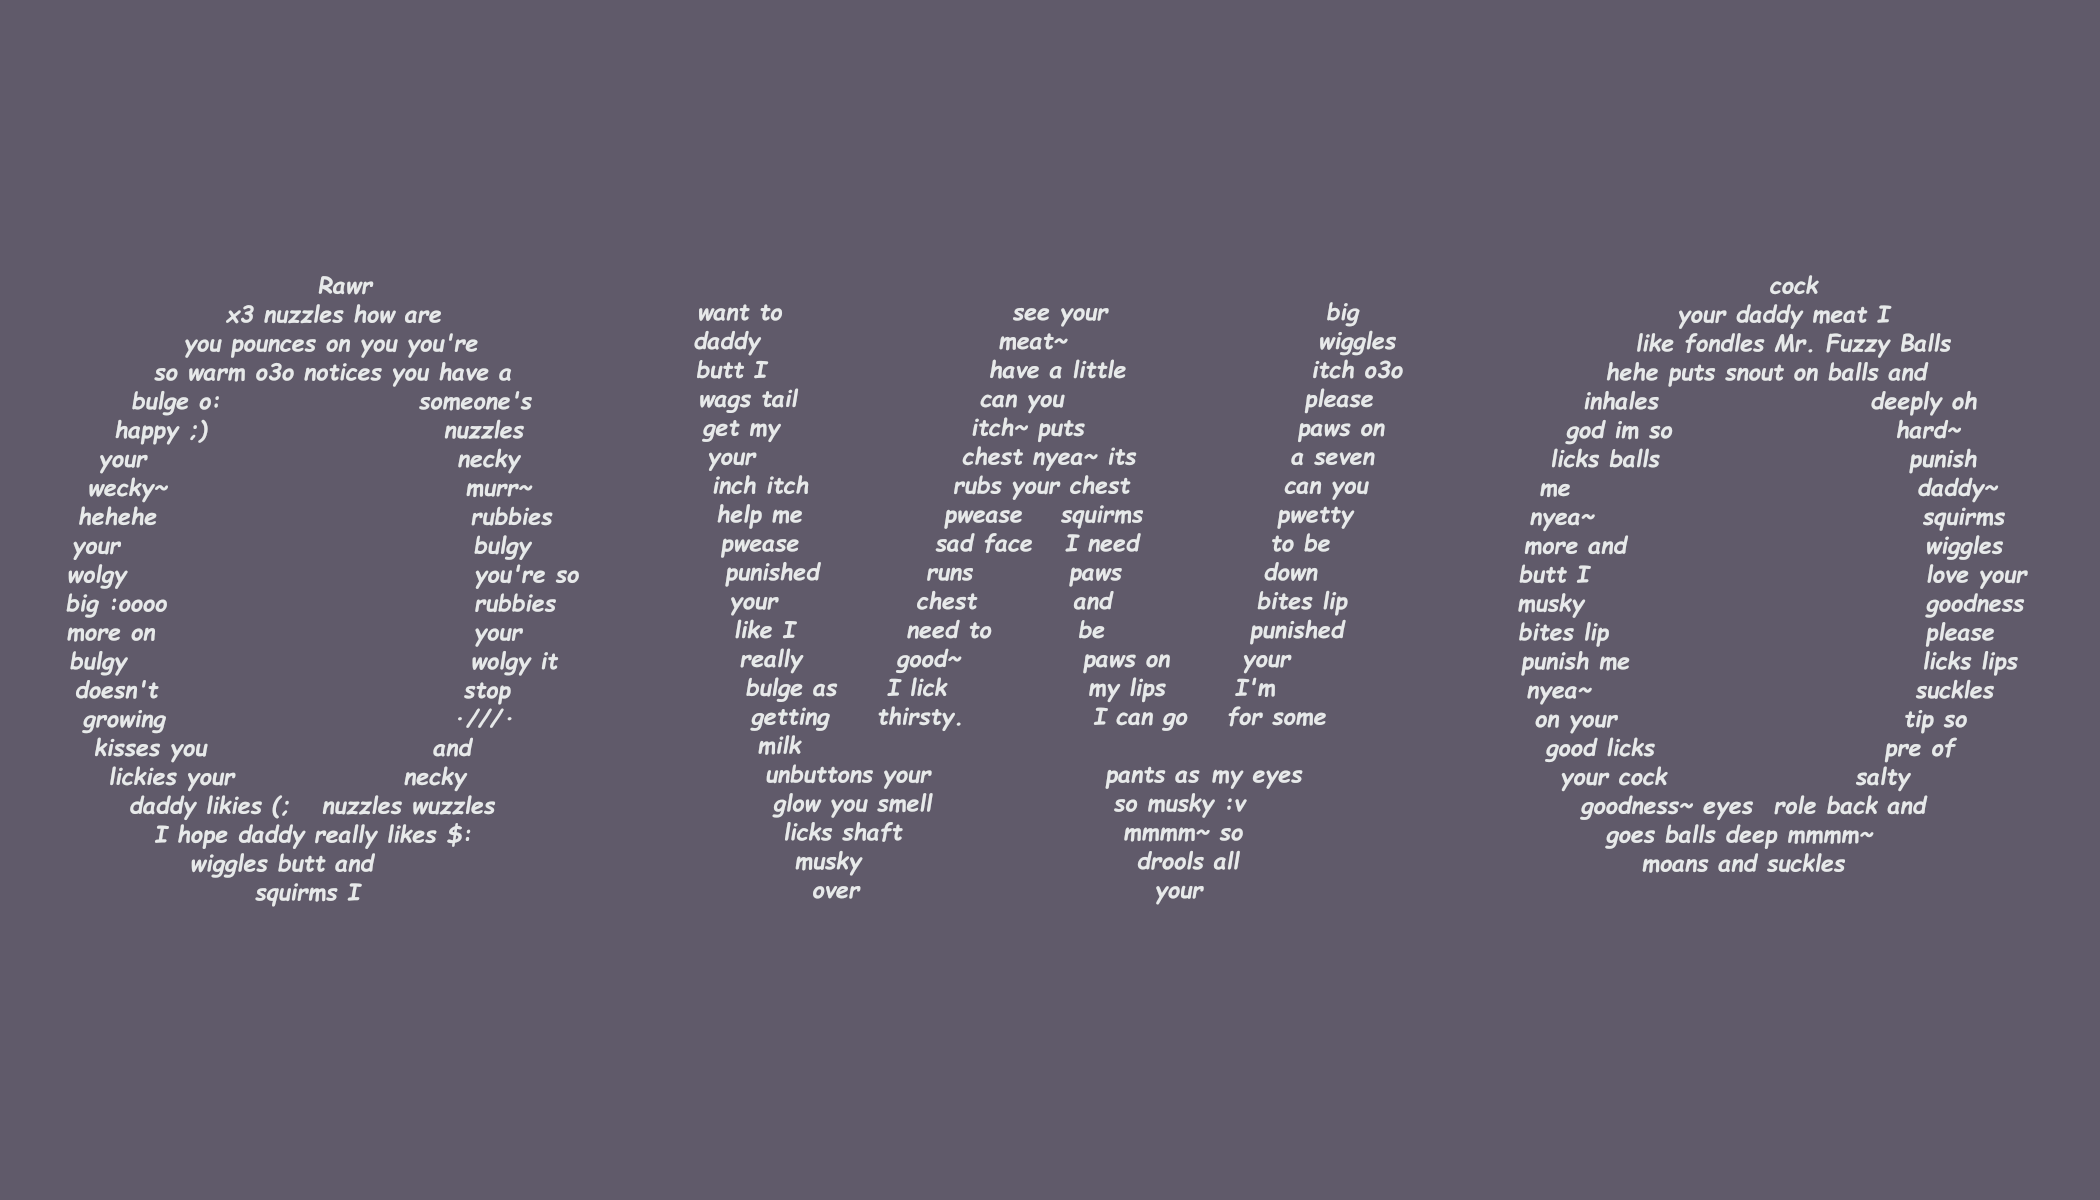 Rawr
x3 nuzzles how are
you pounces on you you're
so warm o3o notices you have a
bulge o: someone's
happy ;) nuzzles
your necky
wecky~ murr~
hehehe rubbies
your bulgy
wolgy you're so
big :oooo rubbies
more on your
bulgy wolgy it
doesn't stop
growing ·///·
kisses you and
lickies your necky
daddy likies (; nuzzles wuzzles
I hope daddy really likes $:
wiggles butt and
squirms I
want to see your big
daddy meat~ wiggles
butt I have a little itch o3o
wags tail can you please
get my itch~ puts paws on
your chest nyea~ its a seven
inch itch rubs your chest can you
help me pwease squirms pwetty
pwease sad face I need to be
punished runs paws down
your chest and bites lip
like I need to be punished
really good~ paws on your
bulge as I lick my lips I'm
getting thirsty. I can go for some
milk
unbuttons your pants as my eyes
glow you smell so musky :v
licks shaft mmmm~ so
musky drools all
over your
cock
your daddy meat I
like fondles Mr. Fuzzy Balls
hehe puts snout on balls and
inhales deeply oh
god im so hard~
licks balls punish
me daddy~
nyea~ squirms
more and wiggles
butt I love your
musky goodness
bites lip please
punish me licks lips
nyea~ suckles
on your tip so
good licks pre of
your cock salty
goodness~ eyes role back and
goes balls deep mmmm~
moans and suckles